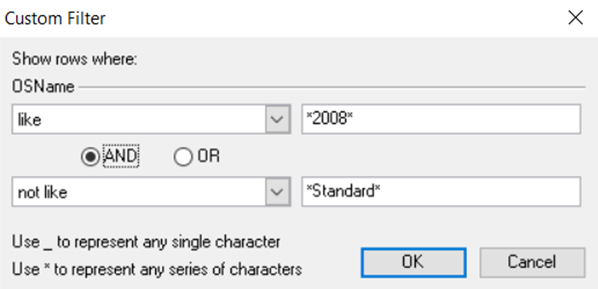 Custom Filter
Show rows where:
OSName
like
*2008*
AND
OR
not like
*Standard*
Use _ to represent any single character
Use * to represent any series of characters
OK
Cancel